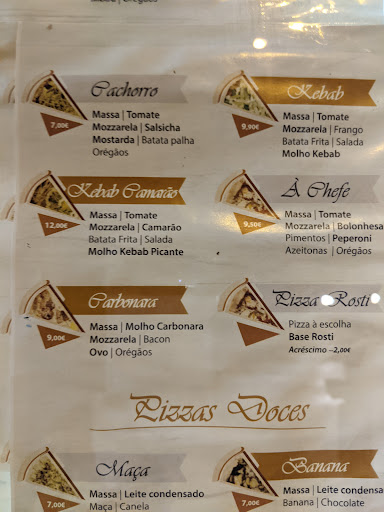 Cachorro
7,00€
Massa | Tomate
Mozzarela | Salsicha
Mostarda | Batata palha
Orégãos
Kebab
9,50€
Massa | Tomate
Mozzarela | Frango
Batata Frita | Salada
Molho Kebab
Kebab Camarão
12,00€
Massa | Tomate
Mozzarela | Camarão
Batata Frita | Salada
Molho Kebab Picante
À Chefe
9,50€
Massa | Tomate
Mozzarela | Bolonhesa
Pimentos | Peperoni
Azeitonas | Orégãos
Carbonara
9,00€
Massa | Molho Carbonara
Mozzarela | Bacon
Ovo | Orégãos
Pizza Rosti
Pizza à escolha
Base Rosti
Acréscimo –2,00€
Pizzas Doces
Maça
7,00€
Massa | Leite condensado
Maça | Canela
Banana
7,00€
Massa | Leite condensa
Banana | Chocolate